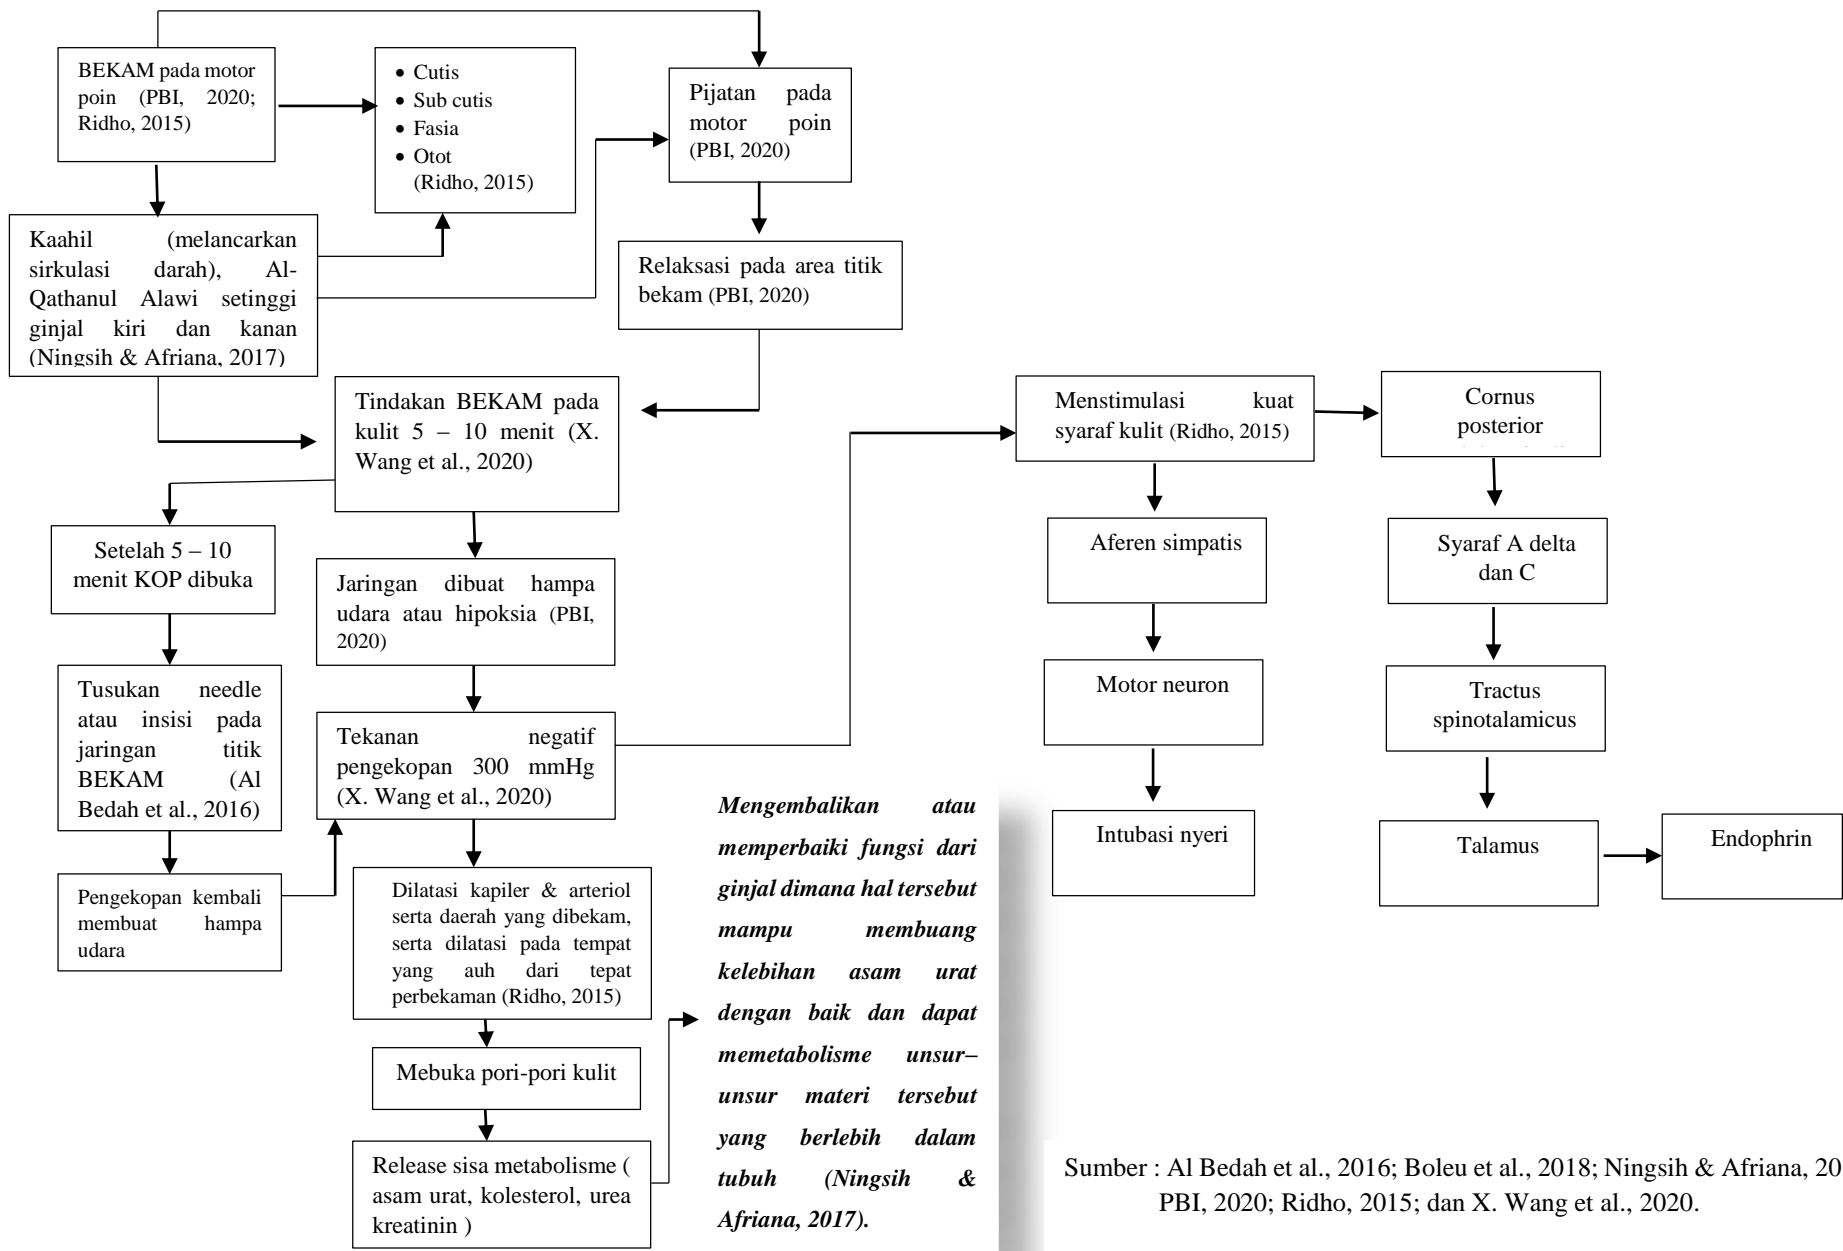 BEKAM pada motor
poin (PBI, 2020;
Ridho, 2015)
• Cutis
• Sub cutis
• Fasia
• Otot
(Ridho, 2015)
Pijatan pada
motor poin
(PBI, 2020)
Kaahil (melancarkan
sirkulasi darah), Al-
Qathanul Alawi setinggi
ginjal kiri dan kanan
(Ningsih & Afriana, 2017)
Relaksasi pada area titik
bekam (PBI, 2020)
Tindakan BEKAM pada
kulit 5 – 10 menit (X.
Wang et al., 2020)
Menstimulasi kuat
syaraf kulit (Ridho, 2015)
Cornus
posterior
Setelah 5 – 10
menit KOP dibuka
Jaringan dibuat hampa
udara atau hipoksia (PBI,
2020)
Aferen simpatis
Syaraf A delta
dan C
Tusukan needle
atau insisi pada
jaringan titik
BEKAM (Al
Bedah et al., 2016)
Tekanan negatif
pengekopan 300 mmHg
(X. Wang et al., 2020)
Motor neuron
Tractus
spinotalamicus
Pengekopan kembali
membuat hampa
udara
Dilatasi kapiler & arteriol
serta daerah yang dibekam,
serta dilatasi pada tempat
yang auh dari tepat
perbekaman (Ridho, 2015)
Mengembalikan atau
memperbaiki fungsi dari
ginjal dimana hal tersebut
mampu membuang
kelebihan asam urat
dengan baik dan dapat
memetabolisme unsur–
unsur materi tersebut
yang berlebih dalam
tubuh (Ningsih &
Afriana, 2017).
Intubasi nyeri
Talamus
Endophrin
Mebuka pori-pori kulit
Release sisa metabolisme (
asam urat, kolesterol, urea
kreatinin )
Sumber : Al Bedah et al., 2016; Boleu et al., 2018; Ningsih & Afriana, 20
PBI, 2020; Ridho, 2015; dan X. Wang et al., 2020.